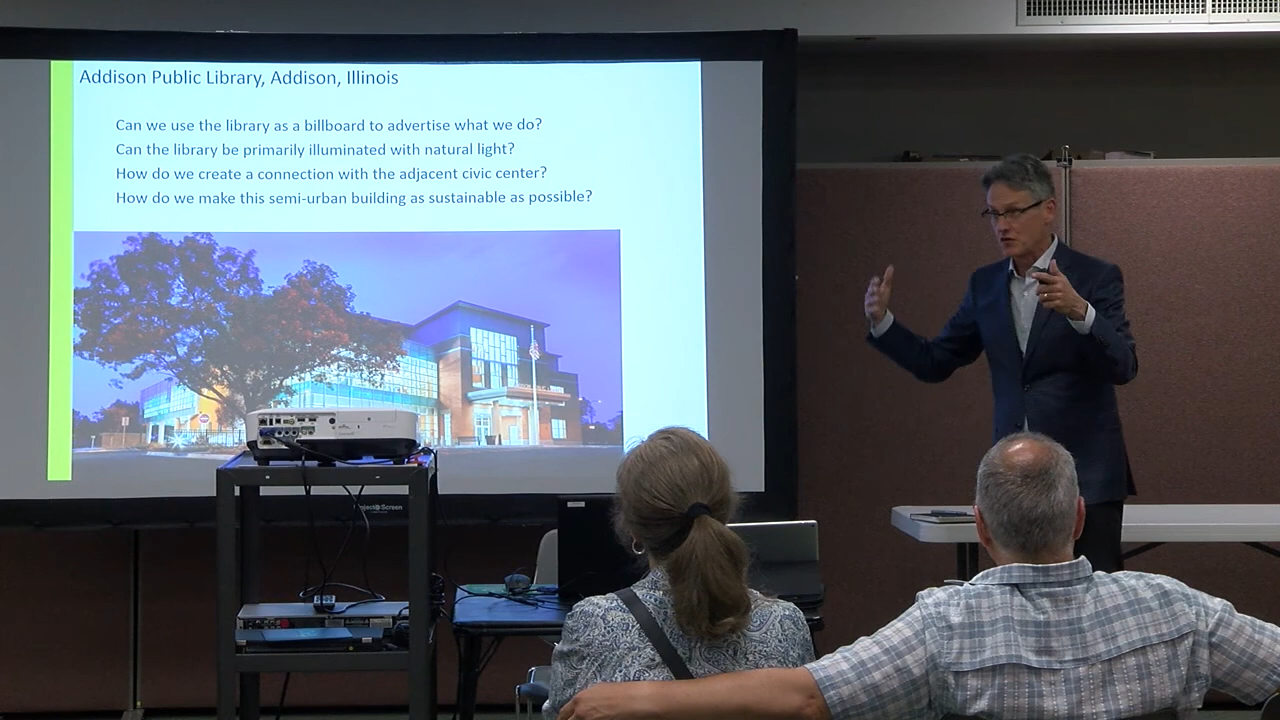 Addison Public Library, Addison, Illinois
Can we use the library as a billboard to advertise what we do?
Can the library be primarily illuminated with natural light?
How do we create a connection with the adjacent civic center?
How do we make this semi-urban building as sustainable as possible?